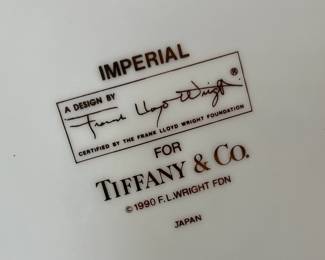 IMPERIAL
A DESIGN BY
Frank Lloyd Wright ®
CERTIFIED BY THE FRANK LLOYD WRIGHT FOUNDATION
FOR
TIFFANY & CO.
© 1990 F.L.WRIGHT FDN
JAPAN